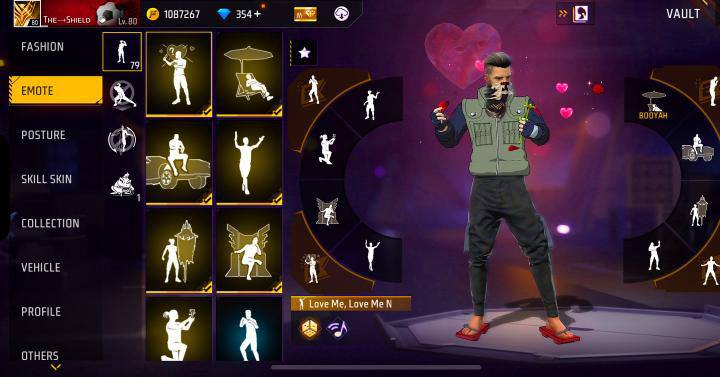 The→Shield
Lv. 80
80
1087267
354+
VAULT
FASHION
79
EMOTE
BOOYAH
POSTURE
SKILL SKIN
1
COLLECTION
VEHICLE
Love Me, Love Me N
PROFILE
OTHERS